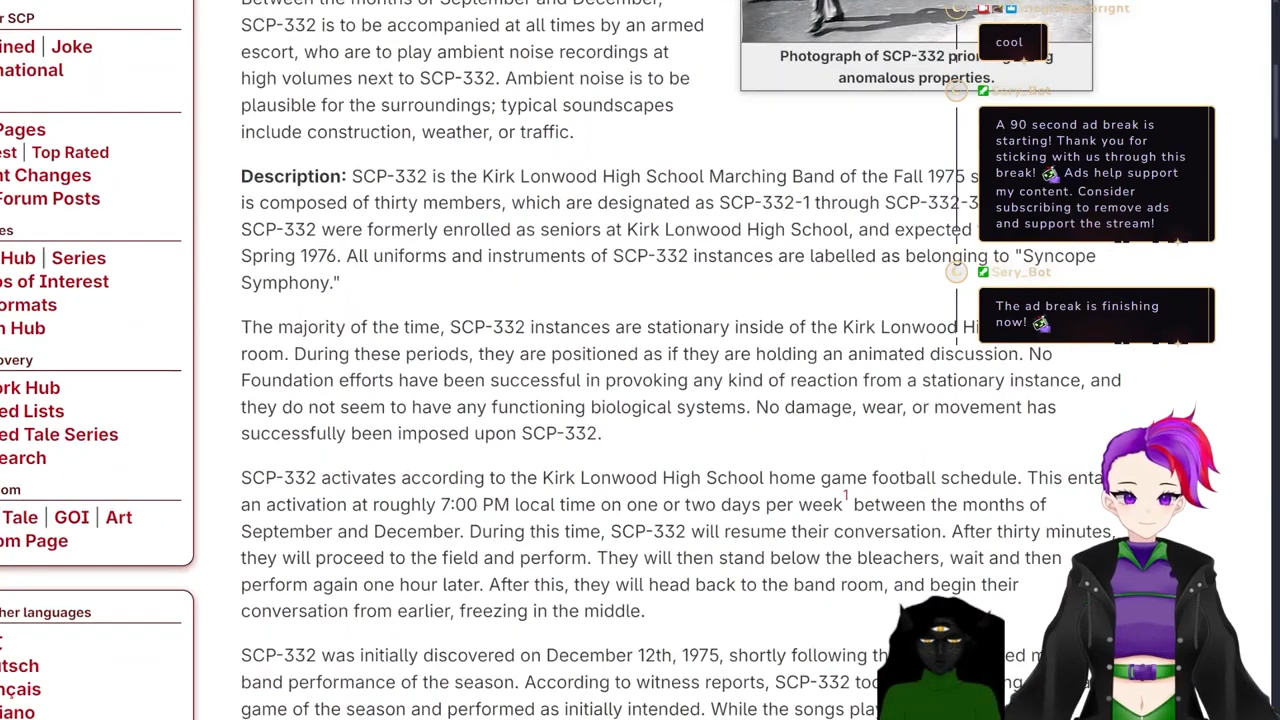 r SCP
ined | Joke
national
Pages
est | Top Rated
nt Changes
Forum Posts
es
Hub | Series
s of Interest
ormats
n Hub
overy
ork Hub
ed Lists
ed Tale Series
earch
om
Tale | GOI | Art
om Page
her languages
utsch
nçais
iano
Between the months of September and December,
SCP-332 is to be accompanied at all times by an armed
escort, who are to play ambient noise recordings at
high volumes next to SCP-332. Ambient noise is to be
plausible for the surroundings; typical soundscapes
include construction, weather, or traffic.
Photograph of SCP-332 prior
anomalous properties.
Description: SCP-332 is the Kirk Lonwood High School Marching Band of the Fall 1975 s
is composed of thirty members, which are designated as SCP-332-1 through SCP-332-3
SCP-332 were formerly enrolled as seniors at Kirk Lonwood High School, and expected
Spring 1976. All uniforms and instruments of SCP-332 instances are labelled as belonging to "Syncope
Symphony."
The majority of the time, SCP-332 instances are stationary inside of the Kirk Lonwood Hi
room. During these periods, they are positioned as if they are holding an animated discussion. No
Foundation efforts have been successful in provoking any kind of reaction from a stationary instance, and
they do not seem to have any functioning biological systems. No damage, wear, or movement has
successfully been imposed upon SCP-332.
SCP-332 activates according to the Kirk Lonwood High School home game football schedule. This enta
an activation at roughly 7:00 PM local time on one or two days per week1 between the months of
September and December. During this time, SCP-332 will resume their conversation. After thirty minutes,
they will proceed to the field and perform. They will then stand below the bleachers, wait and then
perform again one hour later. After this, they will head back to the band room, and begin their
conversation from earlier, freezing in the middle.
SCP-332 was initially discovered on December 12th, 1975, shortly following th
band performance of the season. According to witness reports, SCP-332 too
game of the season and performed as initially intended. While the songs play
cool
Sery_Bot
A 90 second ad break is
starting! Thank you for
sticking with us through this
break! Ads help support
my content. Consider
subscribing to remove ads
and support the stream!
Sery_Bot
The ad break is finishing
now!